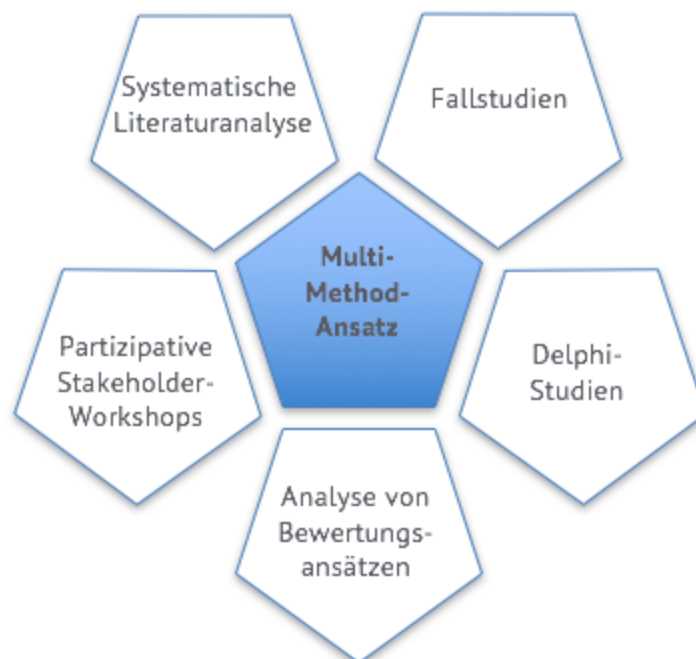 Systematische
Literaturanalyse
Fallstudien
Multi-
Method-
Ansatz
Partizipative
Stakeholder-
Workshops
Delphi-
Studien
Analyse von
Bewertungs-
ansätzen